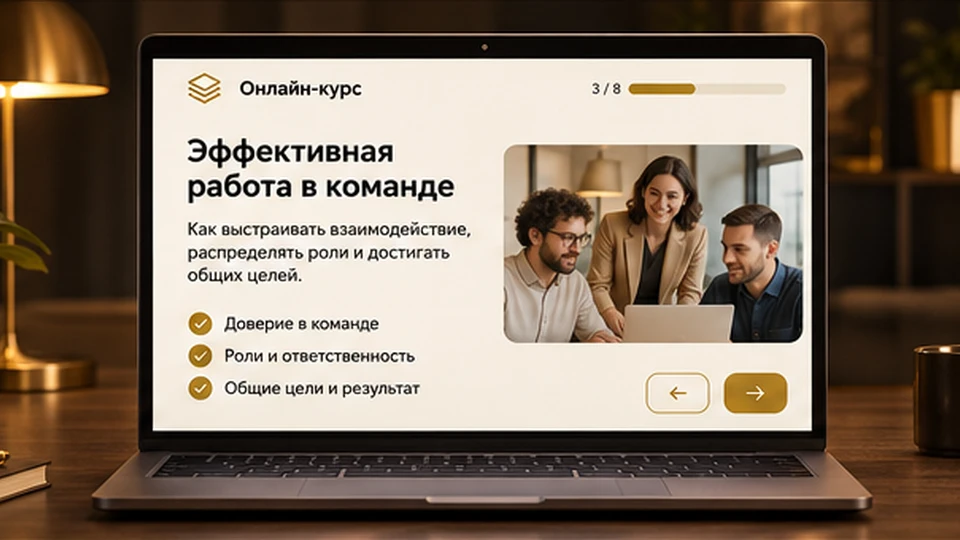 Онлайн-курс
3 / 8
Эффективная
работа в команде
Как выстраивать взаимодействие,
распределять роли и достигать
общих целей.
Доверие в команде
Роли и ответственность
Общие цели и результат